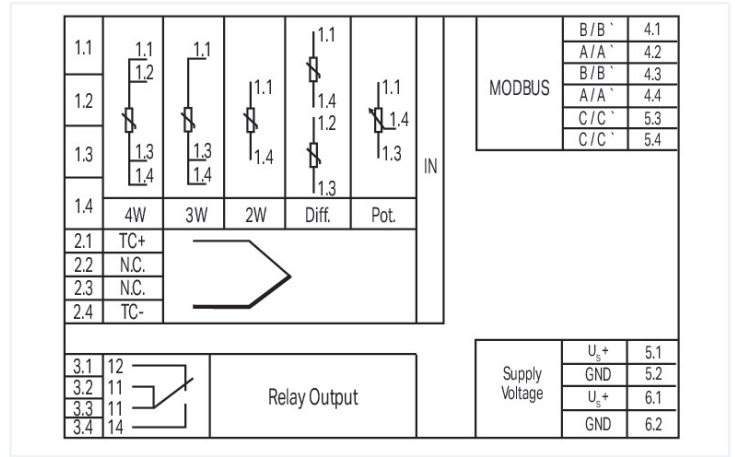 1.1
1.2
1.3
1.4
1.1
1.2
1.3
1.4
4W
1.1
1.3
1.4
3W
1.1
1.4
2W
1.1
1.4
1.2
1.3
Diff.
1.1
1.4
1.3
Pot.
IN
2.1 TC+
2.2 N.C.
2.3 N.C.
2.4 TC-
3.1 12
3.2 11
3.3 11
3.4 14
Relay Output
MODBUS
B/B` 4.1
A/A` 4.2
B/B` 4.3
A/A` 4.4
C/C` 5.3
C/C` 5.4
Supply
Voltage
Us+ 5.1
GND 5.2
Us+ 6.1
GND 6.2